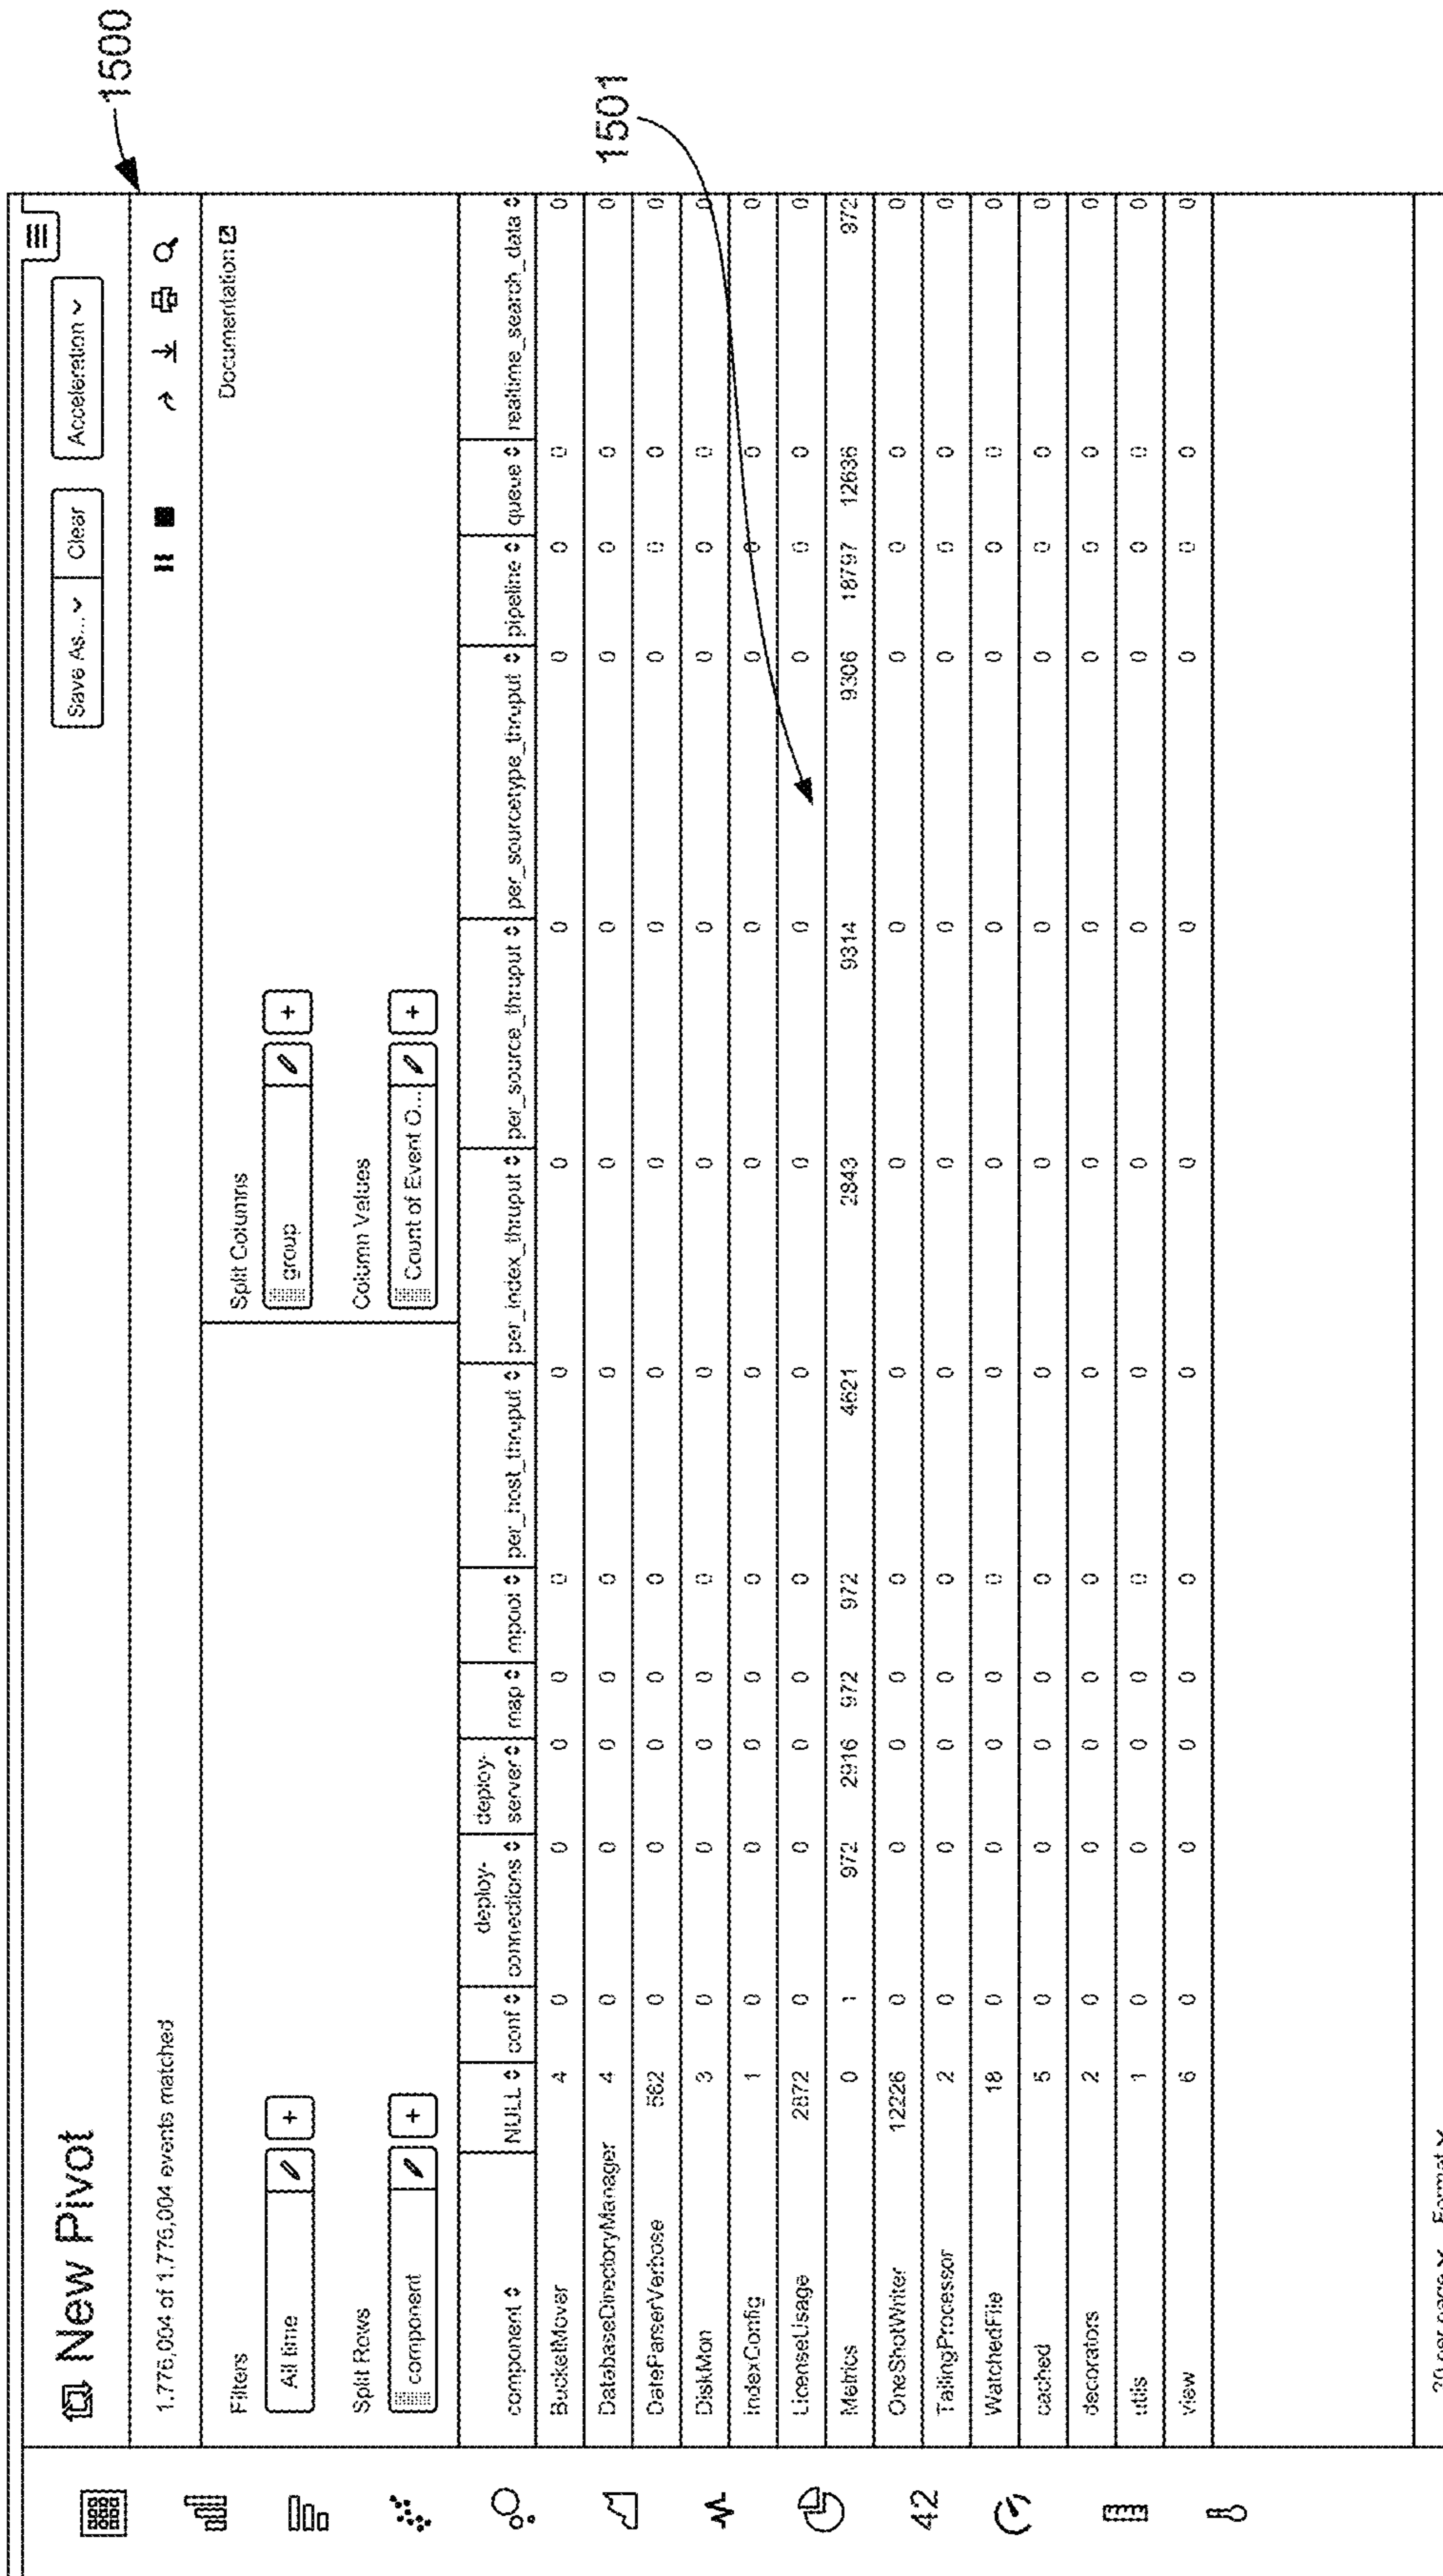 1500
New Pivot
Save As... Clear Acceleration
1,776,004 of 1,776,004 events matched
Filters Split Columns Documentation
All time + group +
Split Rows Column Values
component + Count of Event O... +
component NULL conf deploy-connections deploy-server map mpool per_host_thruput per_index_thruput per_source_thruput per_sourcetype_thruput pipeline queue realtime_search_data
1501
BucketMover 4 0 0 0 0 0 0 0 0 0 0 0 0
DatabaseDirectoryManager 4 0 0 0 0 0 0 0 0 0 0 0 0
DateParserVerbose 562 0 0 0 0 0 0 0 0 0 0 0 0
DiskMon 3 0 0 0 0 0 0 0 0 0 0 0 0
IndexConfig 1 0 0 0 0 0 0 0 0 0 0 0 0
LicenseUsage 2872 0 0 0 0 0 0 0 0 0 0 0 0
Metrics 0 1 972 2916 972 972 4621 2843 9314 9306 18797 12636 972
OneShotWriter 12226 0 0 0 0 0 0 0 0 0 0 0 0
TailingProcessor 2 0 0 0 0 0 0 0 0 0 0 0 0
WatchedFile 18 0 0 0 0 0 0 0 0 0 0 0 0
cached 5 0 0 0 0 0 0 0 0 0 0 0 0
decorators 2 0 0 0 0 0 0 0 0 0 0 0 0
utils 1 0 0 0 0 0 0 0 0 0 0 0 0
view 6 0 0 0 0 0 0 0 0 0 0 0 0
42
20 per page Format